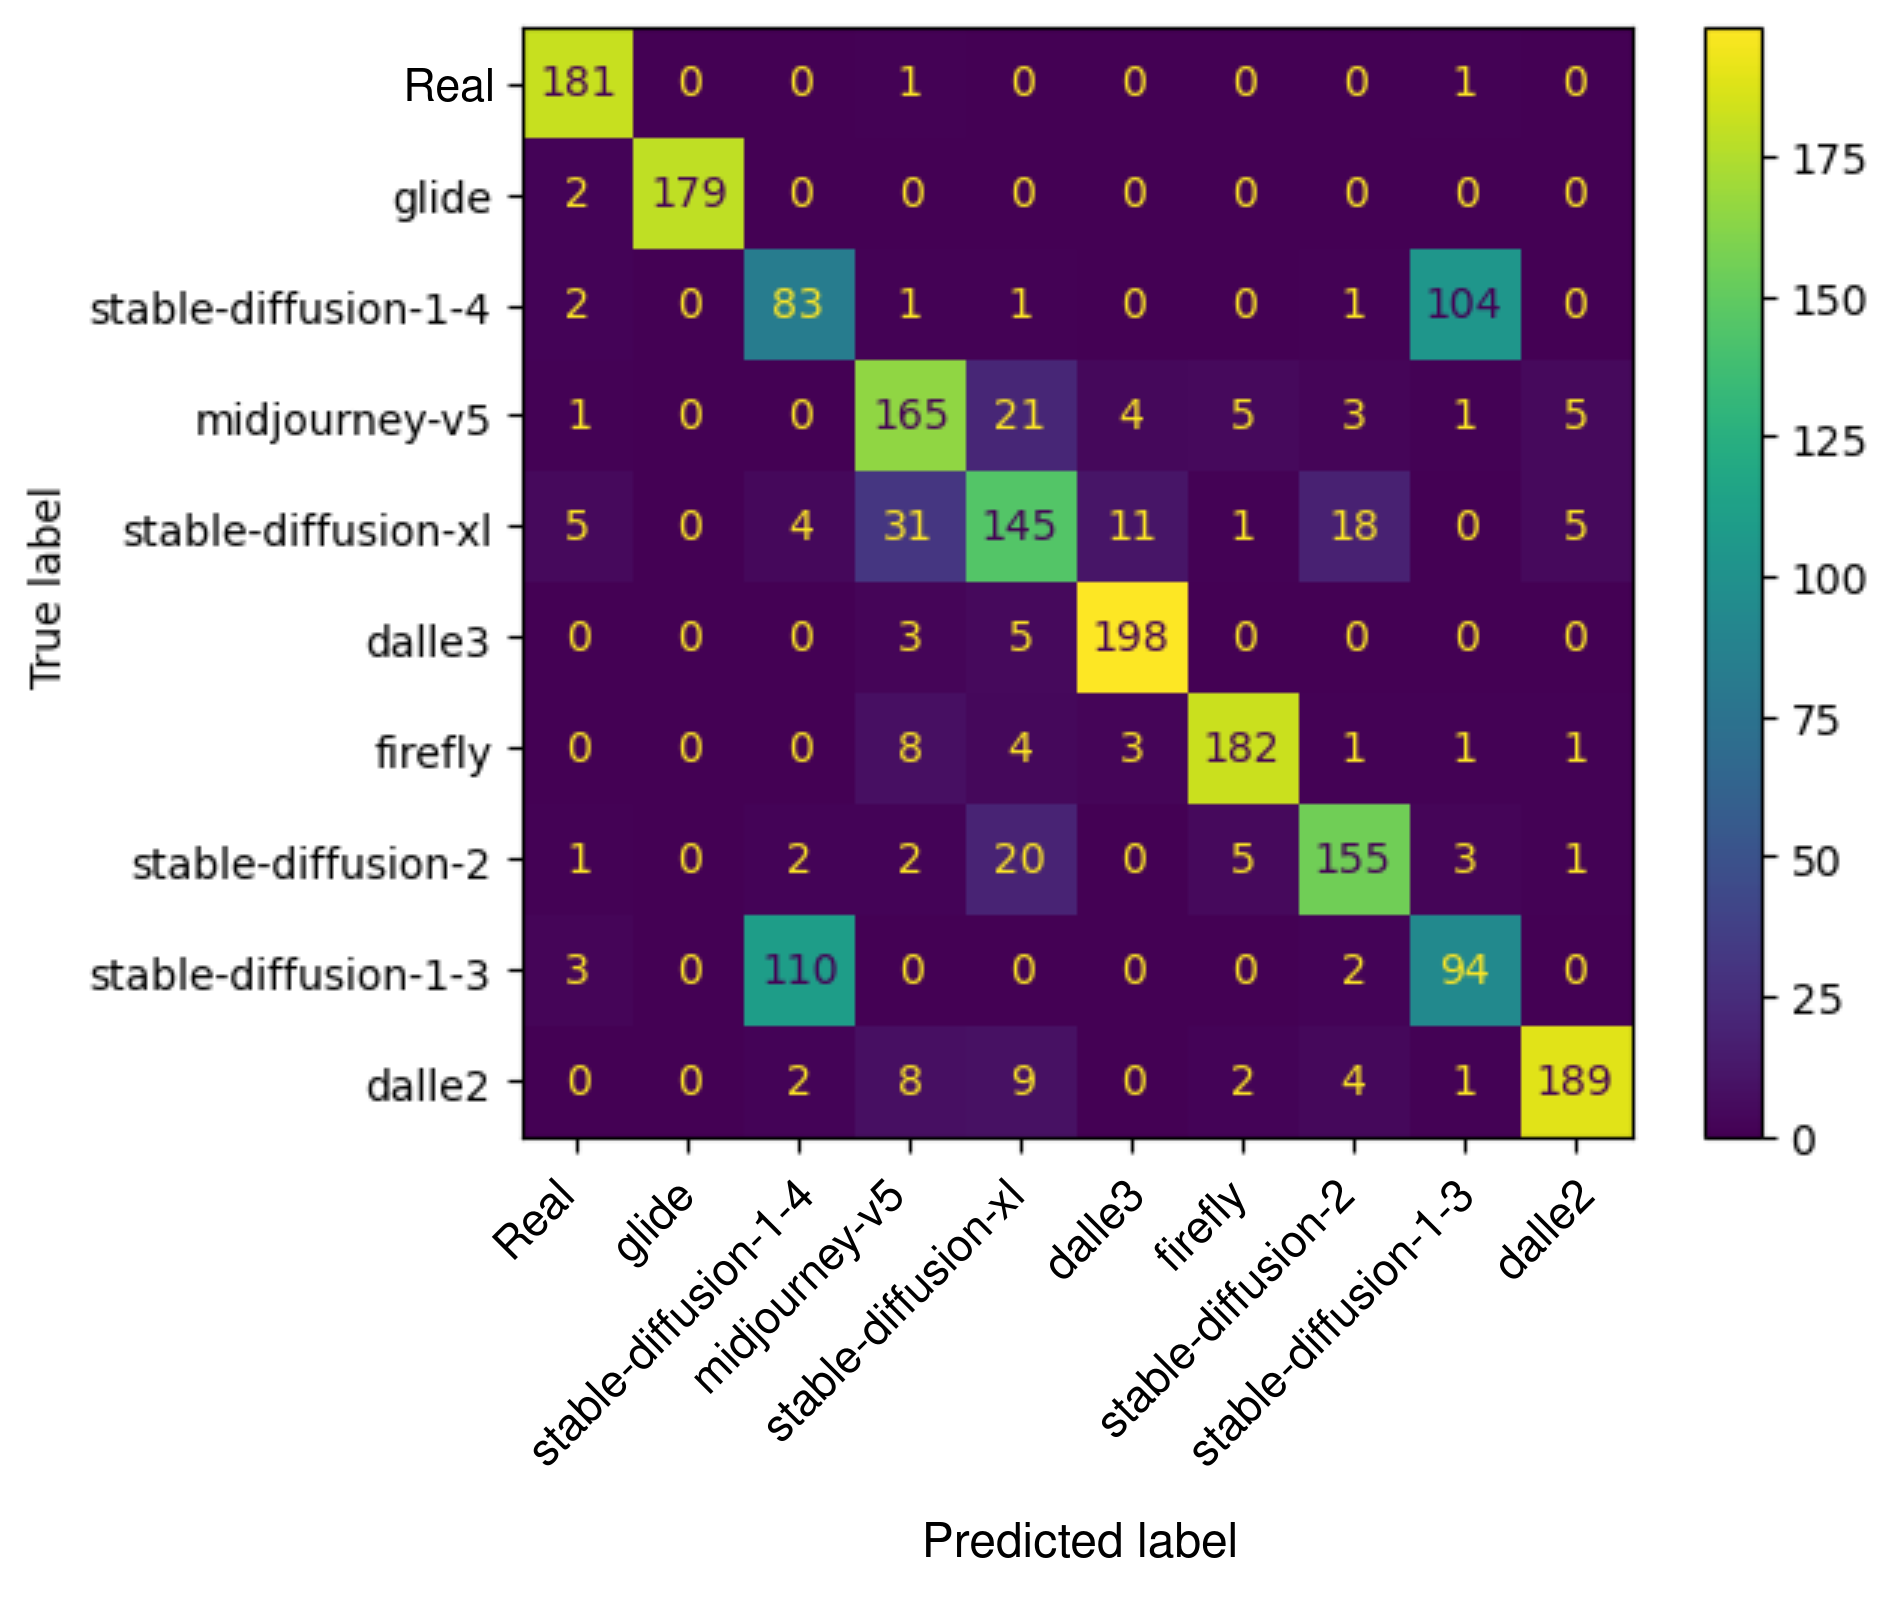 Real 181 0 0 1 0 0 0 0 1 0
glide 2 179 0 0 0 0 0 0 0 0
stable-diffusion-1-4 2 0 83 1 1 0 0 1 104 0
midjourney-v5 1 0 0 165 21 4 5 3 1 5
stable-diffusion-xl 5 0 4 31 145 11 1 18 0 5
dalle3 0 0 0 3 5 198 0 0 0 0
firefly 0 0 0 8 4 3 182 1 1 1
stable-diffusion-2 1 0 2 2 20 0 5 155 3 1
stable-diffusion-1-3 3 0 110 0 0 0 0 2 94 0
dalle2 0 0 2 8 9 0 2 4 1 189
True label
Real
glide
stable-diffusion-1-4
midjourney-v5
stable-diffusion-xl
dalle3
firefly
stable-diffusion-2
stable-diffusion-1-3
dalle2
Predicted label
175
150
125
100
75
50
25
0